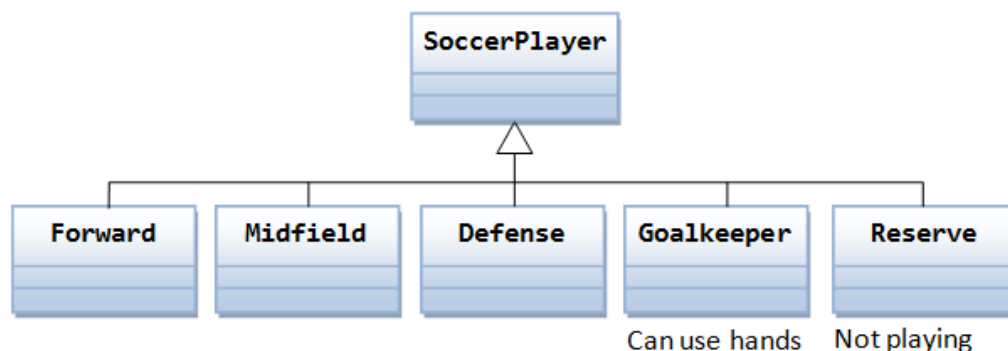 SoccerPlayer
Forward
Midfield
Defense
Goalkeeper
Reserve
Can use hands
Not playing